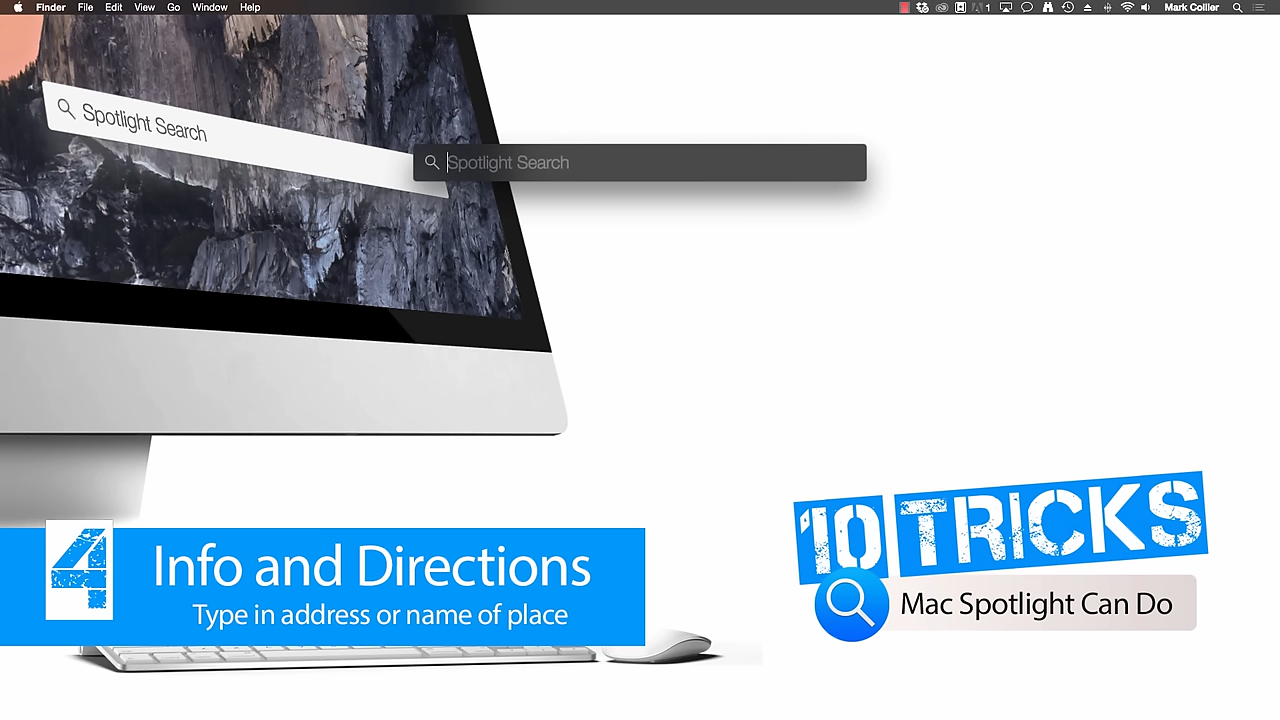 Finder File Edit View Go Window Help
1 Mark Collier
Spotlight Search
Spotlight Search
4
Info and Directions
Type in address or name of place
10 TRICKS
Mac Spotlight Can Do